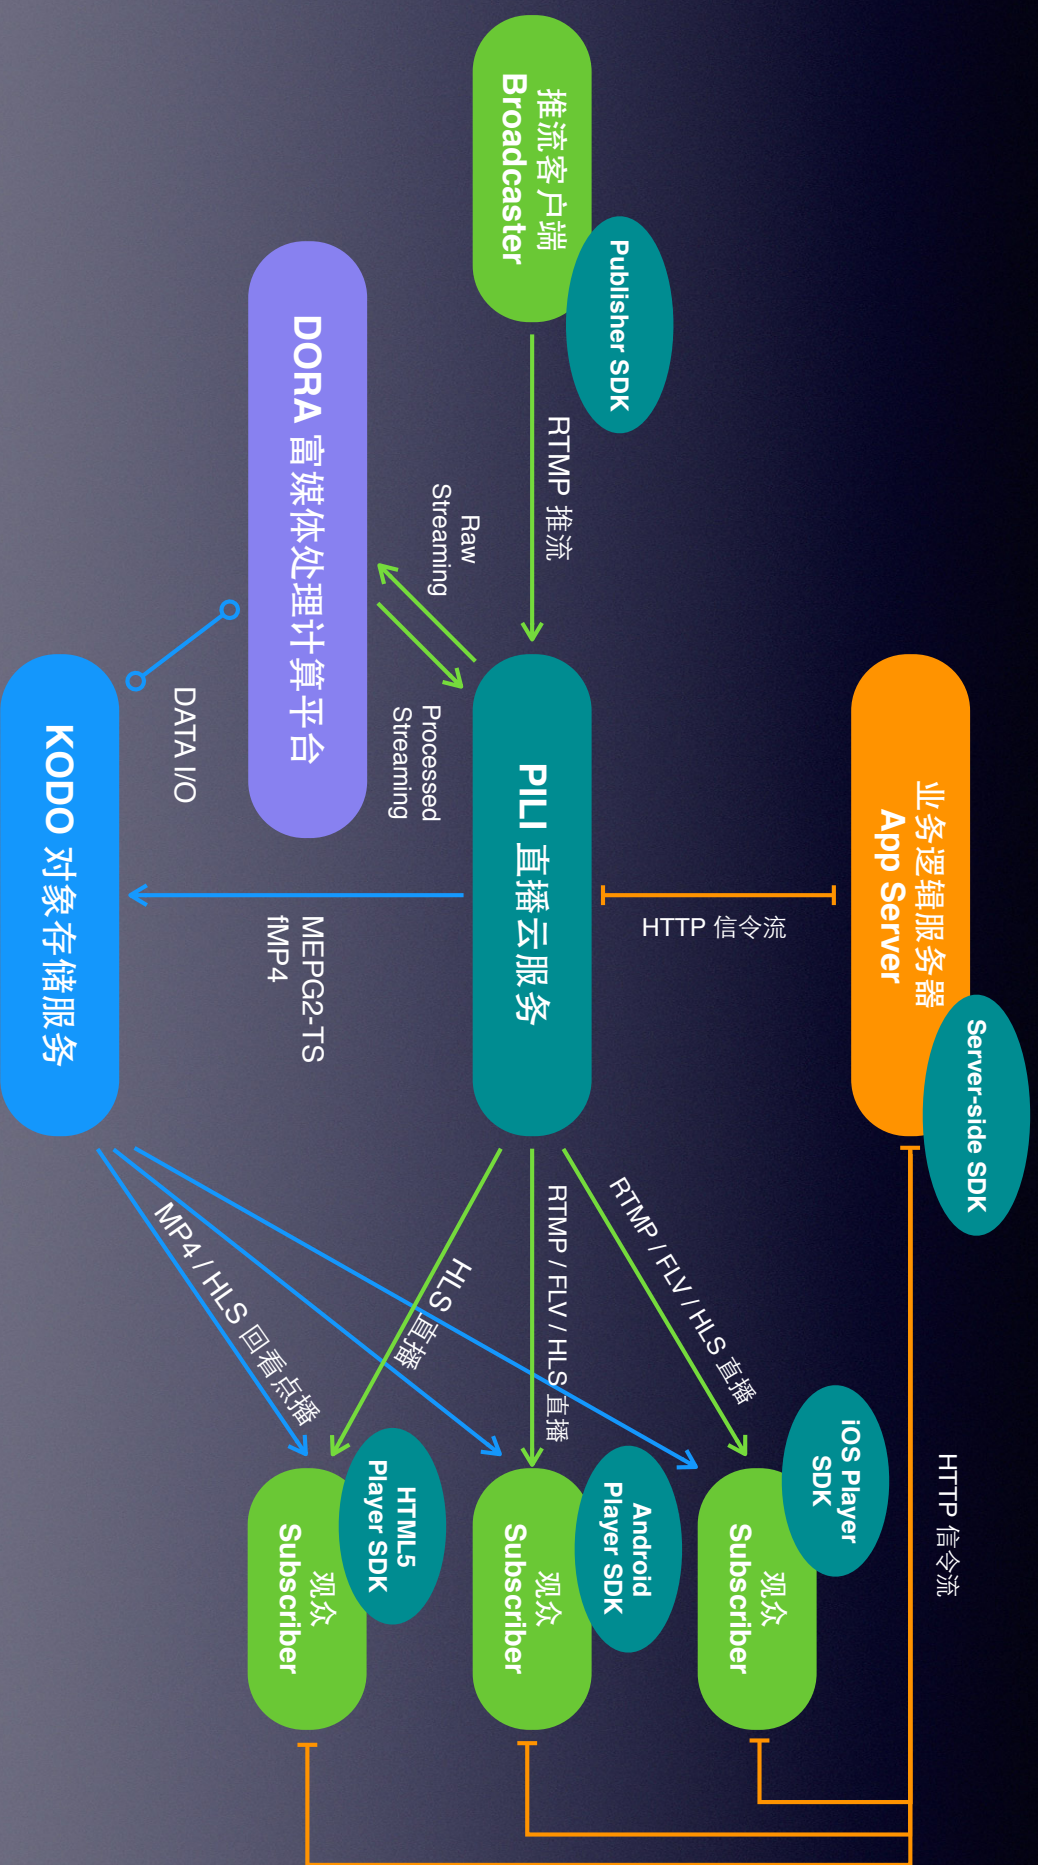 业务逻辑服务器
App Server
Server-side SDK
HTTP 信令流
HTTP 信令流
推流客户端
Broadcaster
Publisher SDK
RTMP 推流
PILI 直播云服务
RTMP / FLV / HLS 直播
RTMP / FLV / HLS 直播
HLS 直播
iOS Player
SDK
观众
Subscriber
Android
Player SDK
观众
Subscriber
HTML5
Player SDK
观众
Subscriber
Raw
Streaming
Processed
Streaming
DORA 富媒体处理计算平台
DATA I/O
MEPG2-TS
fMP4
KODO 对象存储服务
MP4 / HLS 回看点播